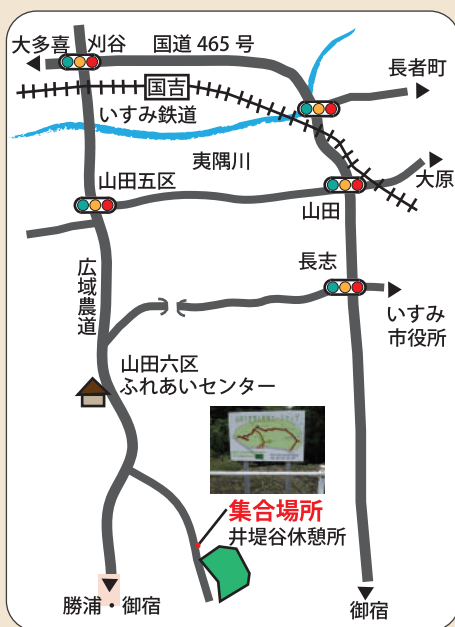 大多喜
刈谷
国道 465 号
長者町
国吉
いすみ鉄道
夷隅川
大原
山田五区
山田
長志
広域農道
いすみ
市役所
山田六区
ふれあいセンター
集合場所
井堤谷休憩所
勝浦・御宿
御宿